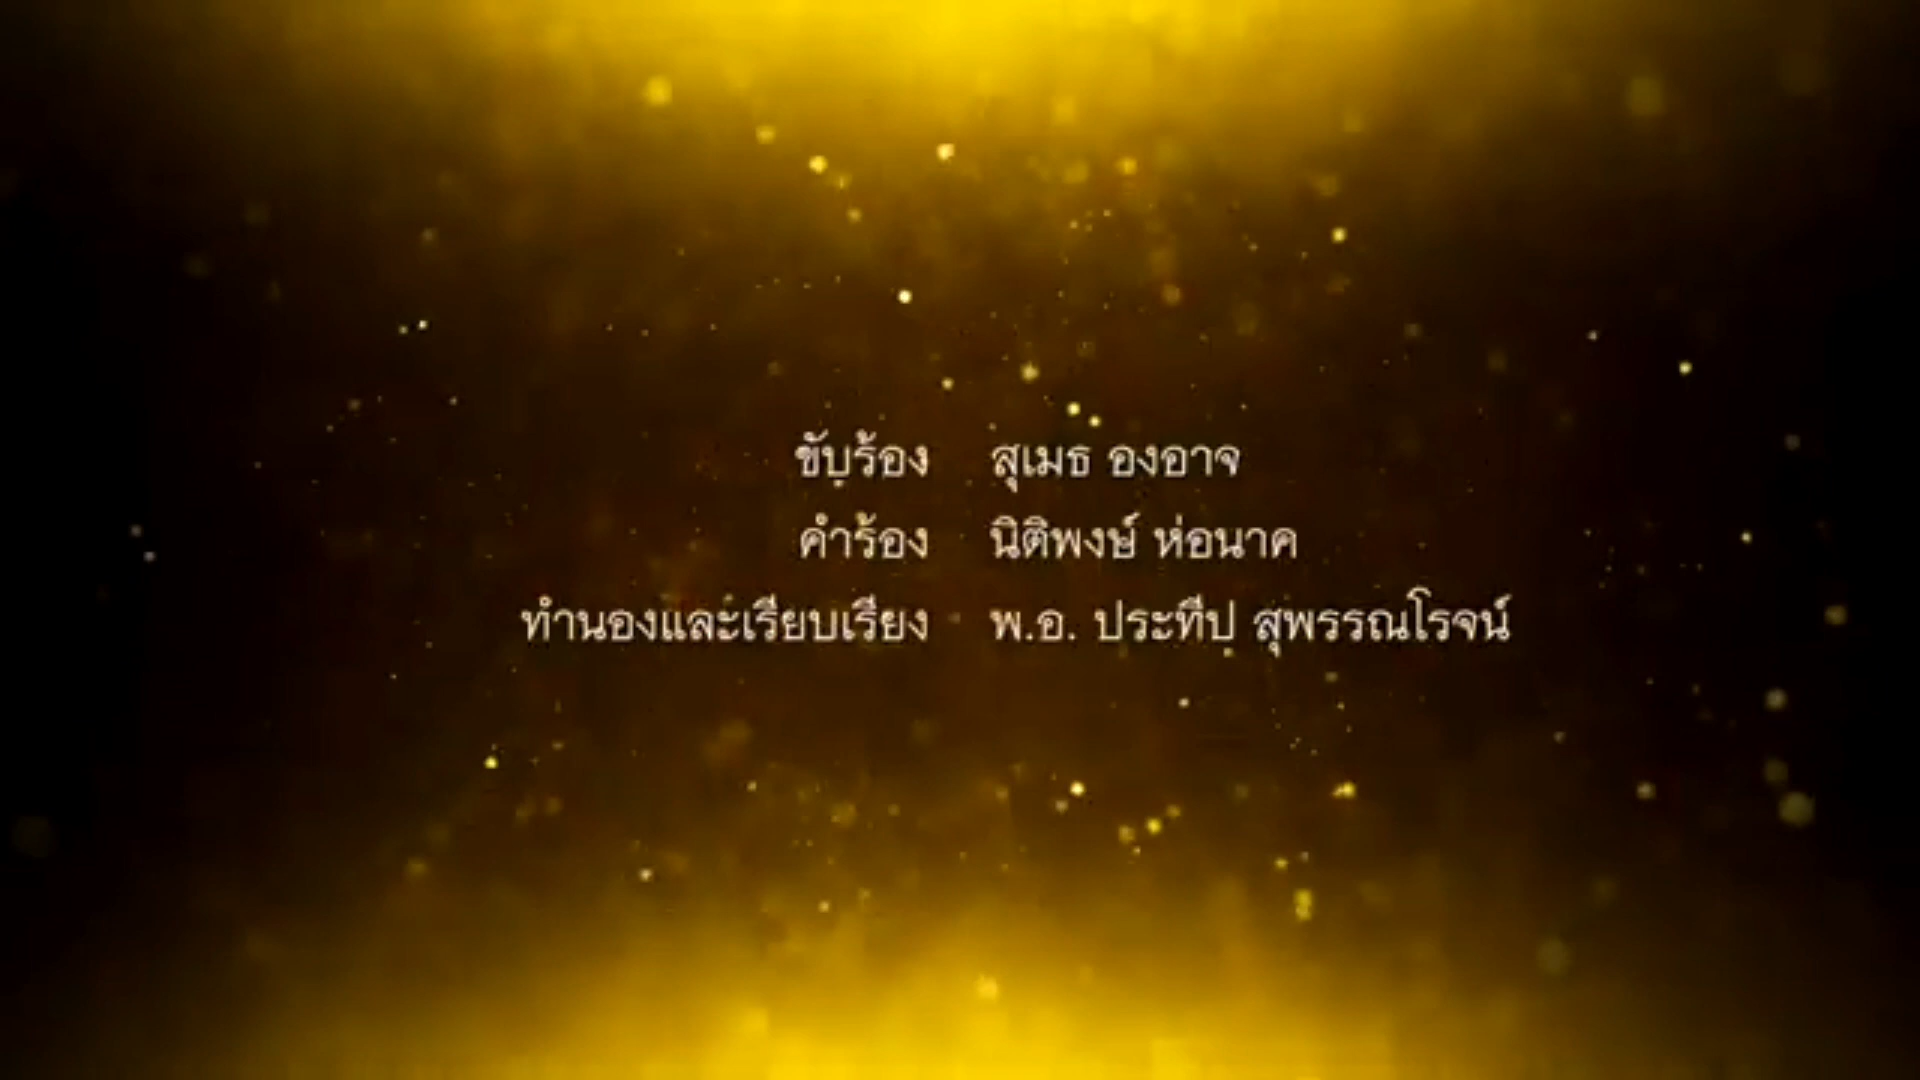 ขับร้อง สุเมธ องอาจ
คำร้อง นิติพงษ์ ห่อนาค
ทำนองและเรียบเรียง พ.อ. ประทีป สุพรรณโรจน์